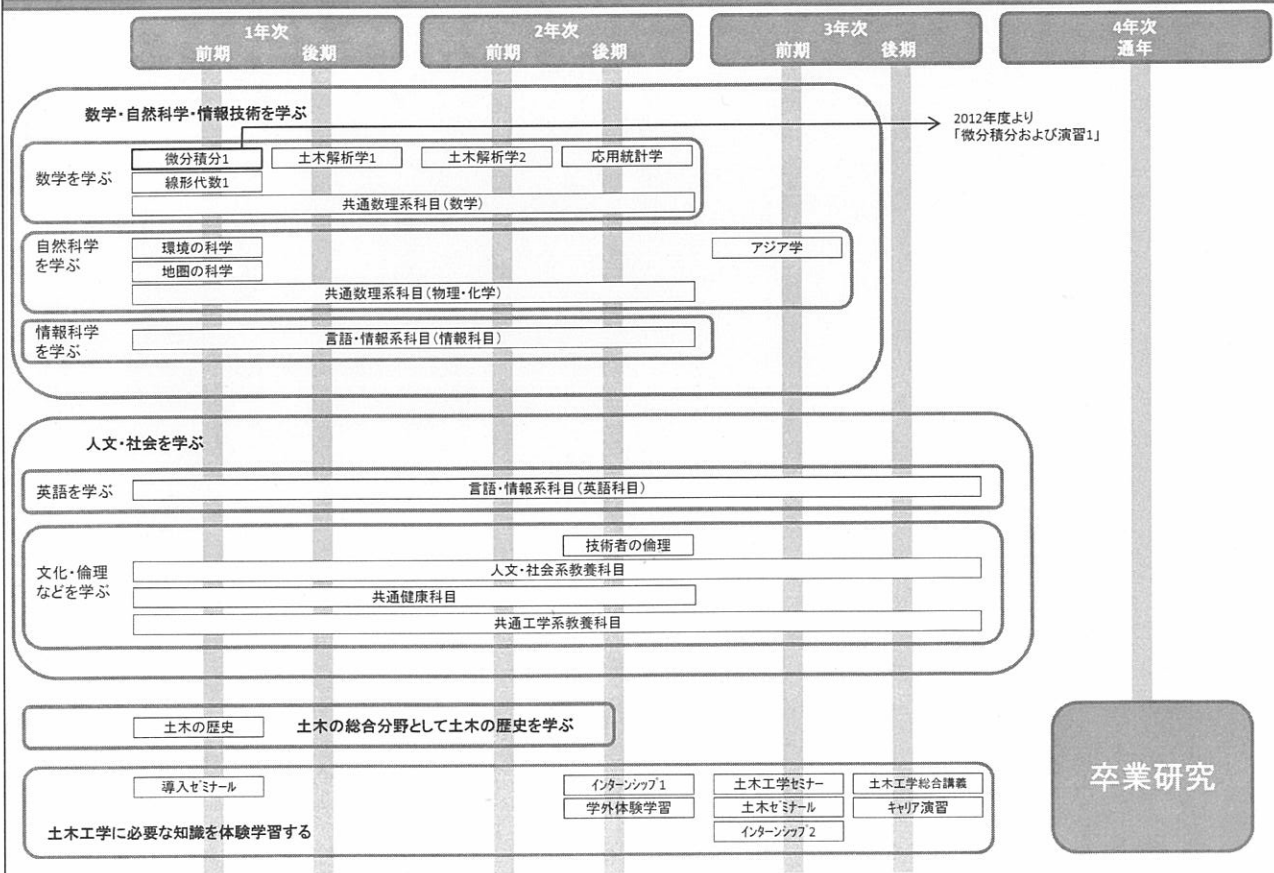 1年次
前期 後期
2年次
前期 後期
3年次
前期 後期
4年次
通年
数学・自然科学・情報技術を学ぶ
2012年度より
「微分積分および演習1」
数学を学ぶ
微分積分1
土木解析学1
土木解析学2
応用統計学
線形代数1
共通数理系科目(数学)
自然科学
を学ぶ
環境の科学
アジア学
地圏の科学
共通数理系科目(物理・化学)
情報科学
を学ぶ
言語・情報系科目(情報科目)
人文・社会を学ぶ
英語を学ぶ
言語・情報系科目(英語科目)
文化・倫理
などを学ぶ
技術者の倫理
人文・社会系教養科目
共通健康科目
共通工学系教養科目
土木の歴史
土木の総合分野として土木の歴史を学ぶ
導入ゼミナール
インターンシップ1
土木工学セミナー
土木工学総合講義
学外体験学習
土木ゼミナール
キャリア演習
インターンシップ2
土木工学に必要な知識を体験学習する
卒業研究